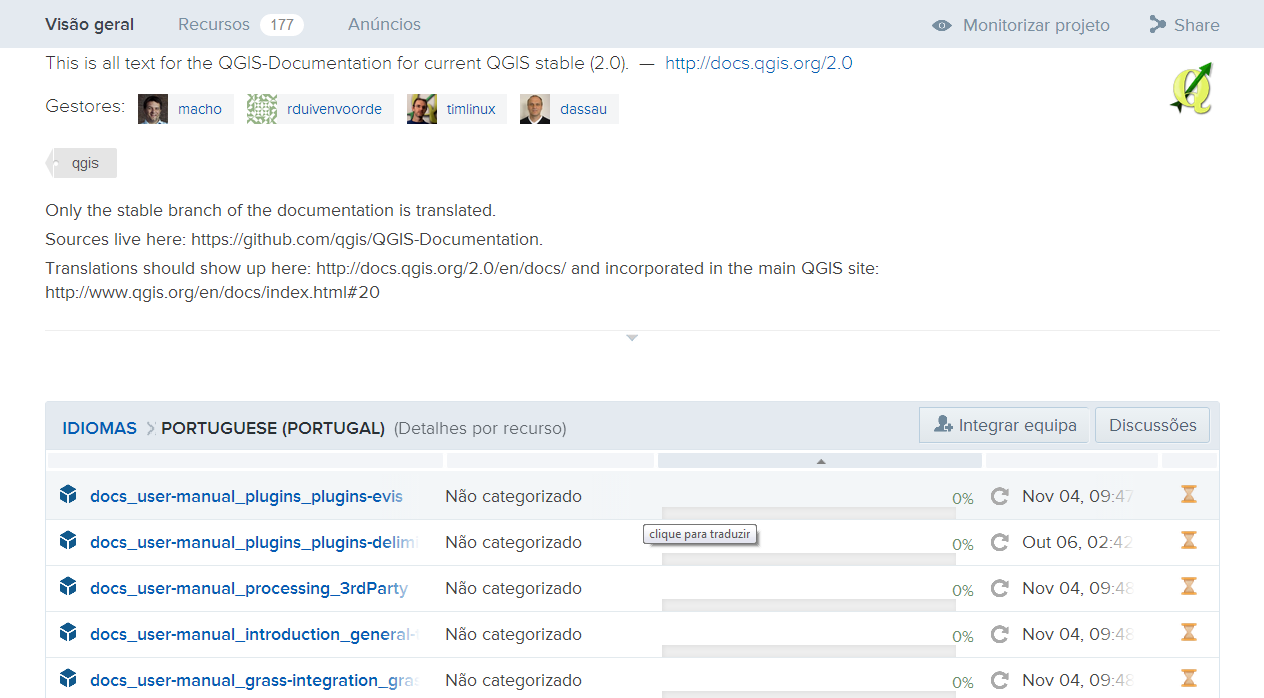 Visão geral Recursos 177 Anúncios Monitorizar projeto Share
This is all text for the QGIS-Documentation for current QGIS stable (2.0). — http://docs.qgis.org/2.0
Gestores: macho rduivenvoorde timlinux dassau
qgis
Only the stable branch of the documentation is translated.
Sources live here: https://github.com/qgis/QGIS-Documentation.
Translations should show up here: http://docs.qgis.org/2.0/en/docs/ and incorporated in the main QGIS site:
http://www.qgis.org/en/docs/index.html#20
IDIOMAS PORTUGUESE (PORTUGAL) (Detalhes por recurso) Integrar equipa Discussões
docs_user-manual_plugins_plugins-evis Não categorizado 0% Nov 04, 09:47
clique para traduzir
docs_user-manual_plugins_plugins-delim Não categorizado 0% Out 06, 02:42
docs_user-manual_processing_3rdParty Não categorizado 0% Nov 04, 09:48
docs_user-manual_introduction_general- Não categorizado 0% Nov 04, 09:48
docs_user-manual_grass-integration_gras Não categorizado 0% Nov 04, 09:48